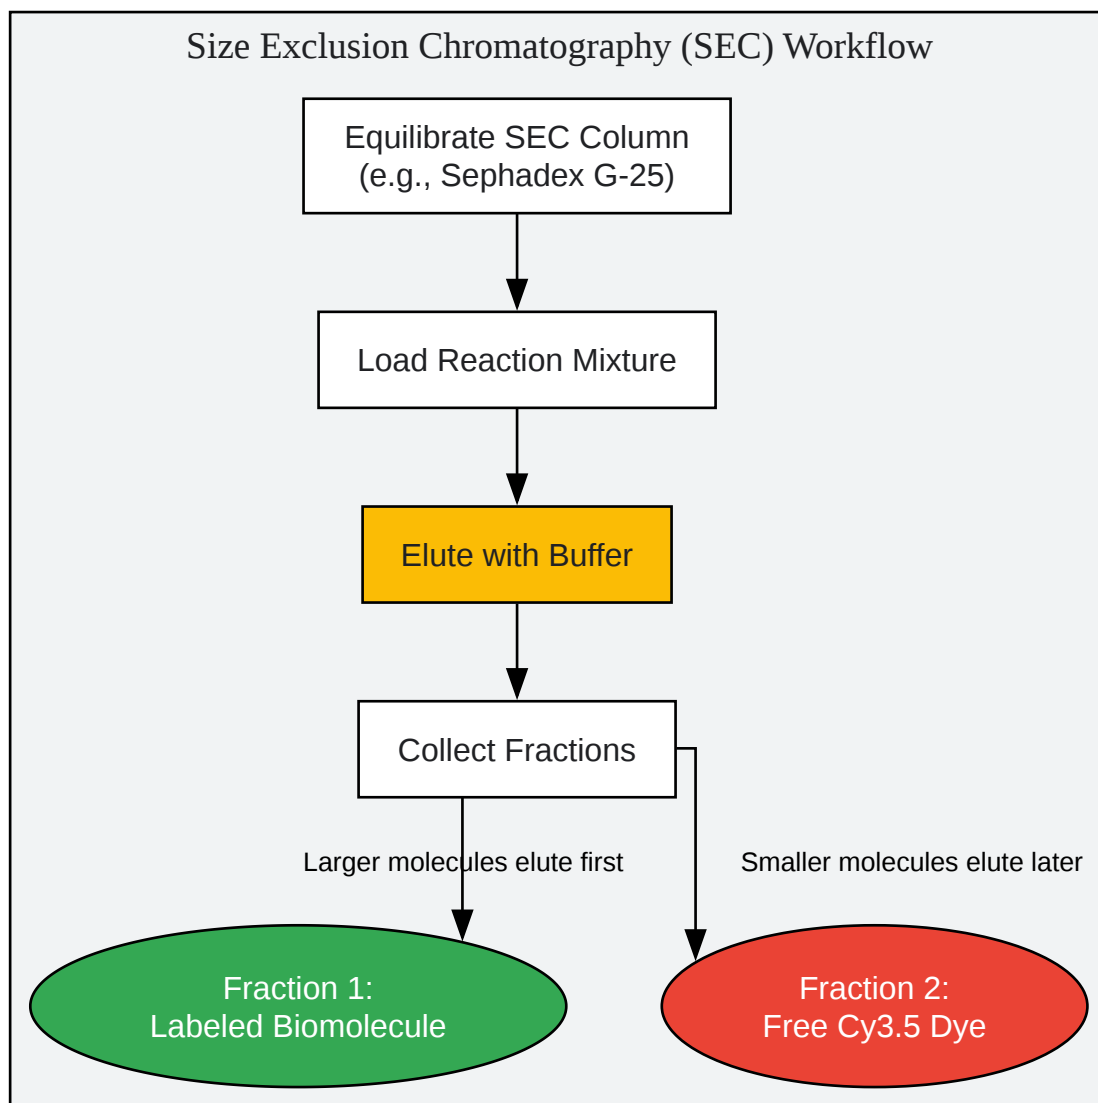 Size Exclusion Chromatography (SEC) Workflow
Equilibrate SEC Column
(e.g., Sephadex G-25)
Load Reaction Mixture
Elute with Buffer
Collect Fractions
Larger molecules elute first
Smaller molecules elute later
Fraction 1:
Labeled Biomolecule
Fraction 2:
Free Cy3.5 Dye